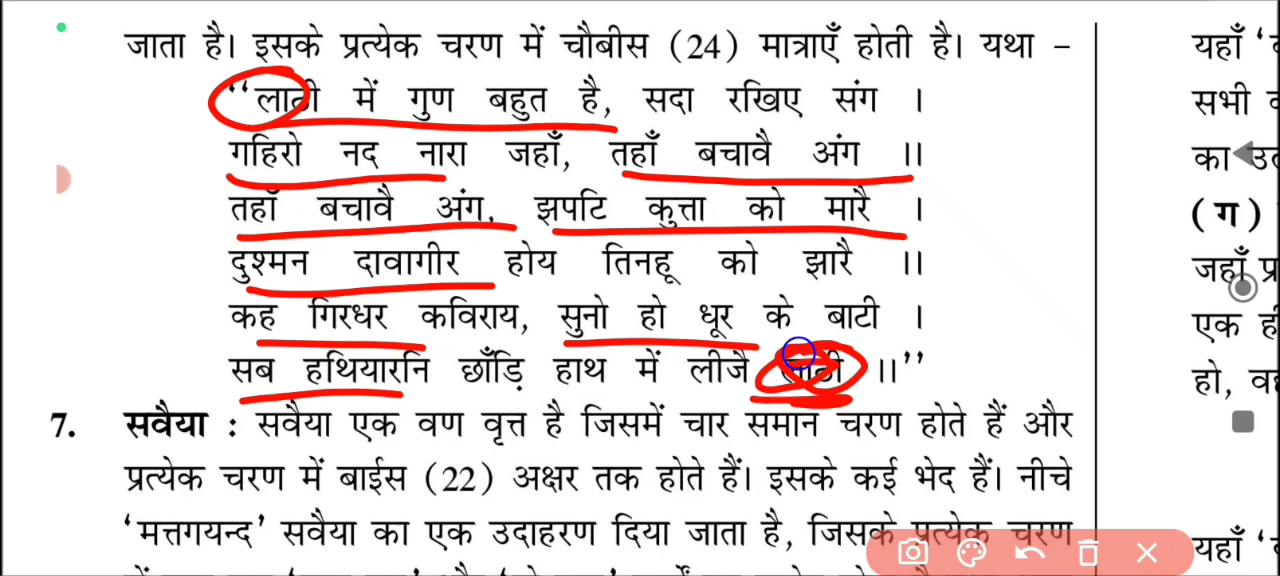 जाता है। इसके प्रत्येक चरण में चौबीस (24) मात्राएँ होती है। यथा -
"लाठी में गुण बहुत है, सदा रखिए संग ।
गहिरो नद नारा जहाँ, तहाँ बचावै अंग ।।
तहाँ बचावै अंग, झपटि कुत्ता को मारै ।
दुश्मन दावागीर होय तिनहू को झारै ।।
कह गिरधर कविराय, सुनो हो धूर के बाटी ।
सब हथियारनि छाँड़ि हाथ में लीजै लाठी ।।"
7. सवैया : सवैया एक वण वृत्त है जिसमें चार समान चरण होते हैं और
प्रत्येक चरण में बाईस (22) अक्षर तक होते हैं। इसके कई भेद हैं। नीचे
'मत्तगयन्द' सवैया का एक उदाहरण दिया जाता है, जिसके प्रत्येक चरण
यहाँ
सभी
का
(ग)
जहाँ
एक
हो,
यहाँ